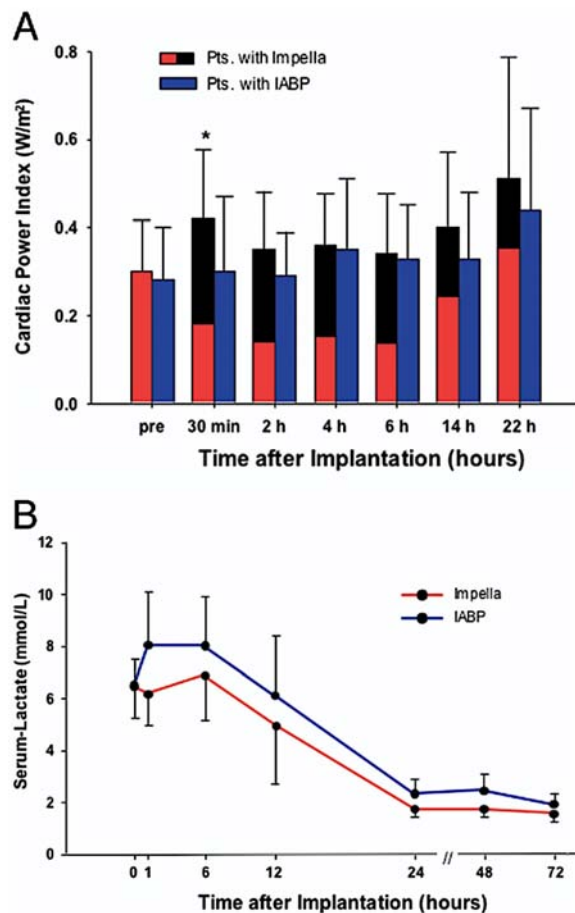 A
0.8
Pts. with Impella
Pts. with IABP
*
0.6
0.4
0.2
0.0
Cardiac Power Index (W/m²)
pre 30 min 2 h 4 h 6 h 14 h 22 h
Time after Implantation (hours)
B
12
10
8
6
4
2
0
Serum-Lactate (mmol/L)
Impella
IABP
0 1 6 12 24 // 48 72
Time after Implantation (hours)